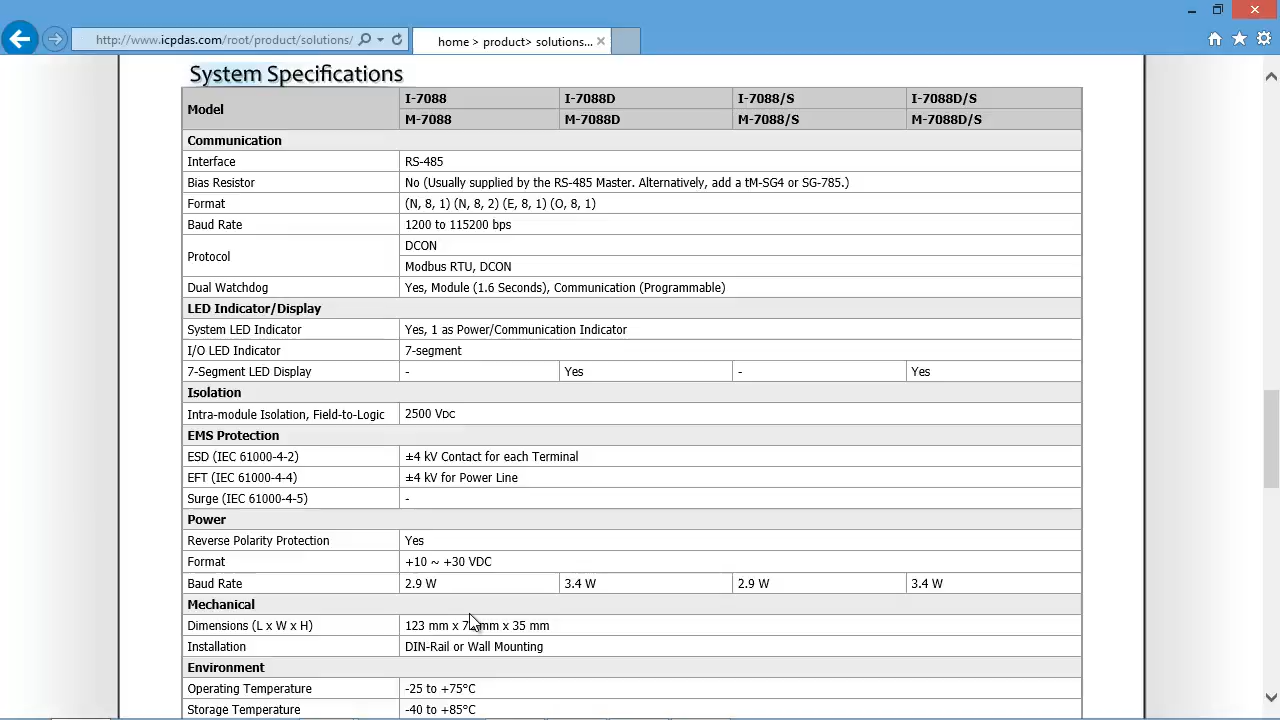 http://www.icpdas.com/root/product/solutions/
home > product> solutions...
System Specifications
Model I-7088 I-7088D I-7088/S I-7088D/S
M-7088 M-7088D M-7088/S M-7088D/S
Communication
Interface RS-485
Bias Resistor No (Usually supplied by the RS-485 Master. Alternatively, add a tM-SG4 or SG-785.)
Format (N, 8, 1) (N, 8, 2) (E, 8, 1) (O, 8, 1)
Baud Rate 1200 to 115200 bps
Protocol DCON
Modbus RTU, DCON
Dual Watchdog Yes, Module (1.6 Seconds), Communication (Programmable)
LED Indicator/Display
System LED Indicator Yes, 1 as Power/Communication Indicator
I/O LED Indicator 7-segment
7-Segment LED Display - Yes - Yes
Isolation
Intra-module Isolation, Field-to-Logic 2500 VDC
EMS Protection
ESD (IEC 61000-4-2) ±4 kV Contact for each Terminal
EFT (IEC 61000-4-4) ±4 kV for Power Line
Surge (IEC 61000-4-5) -
Power
Reverse Polarity Protection Yes
Format +10 ~ +30 VDC
Baud Rate 2.9 W 3.4 W 2.9 W 3.4 W
Mechanical
Dimensions (L x W x H) 123 mm x mm x 35 mm
Installation DIN-Rail or Wall Mounting
Environment
Operating Temperature -25 to +75°C
Storage Temperature -40 to +85°C